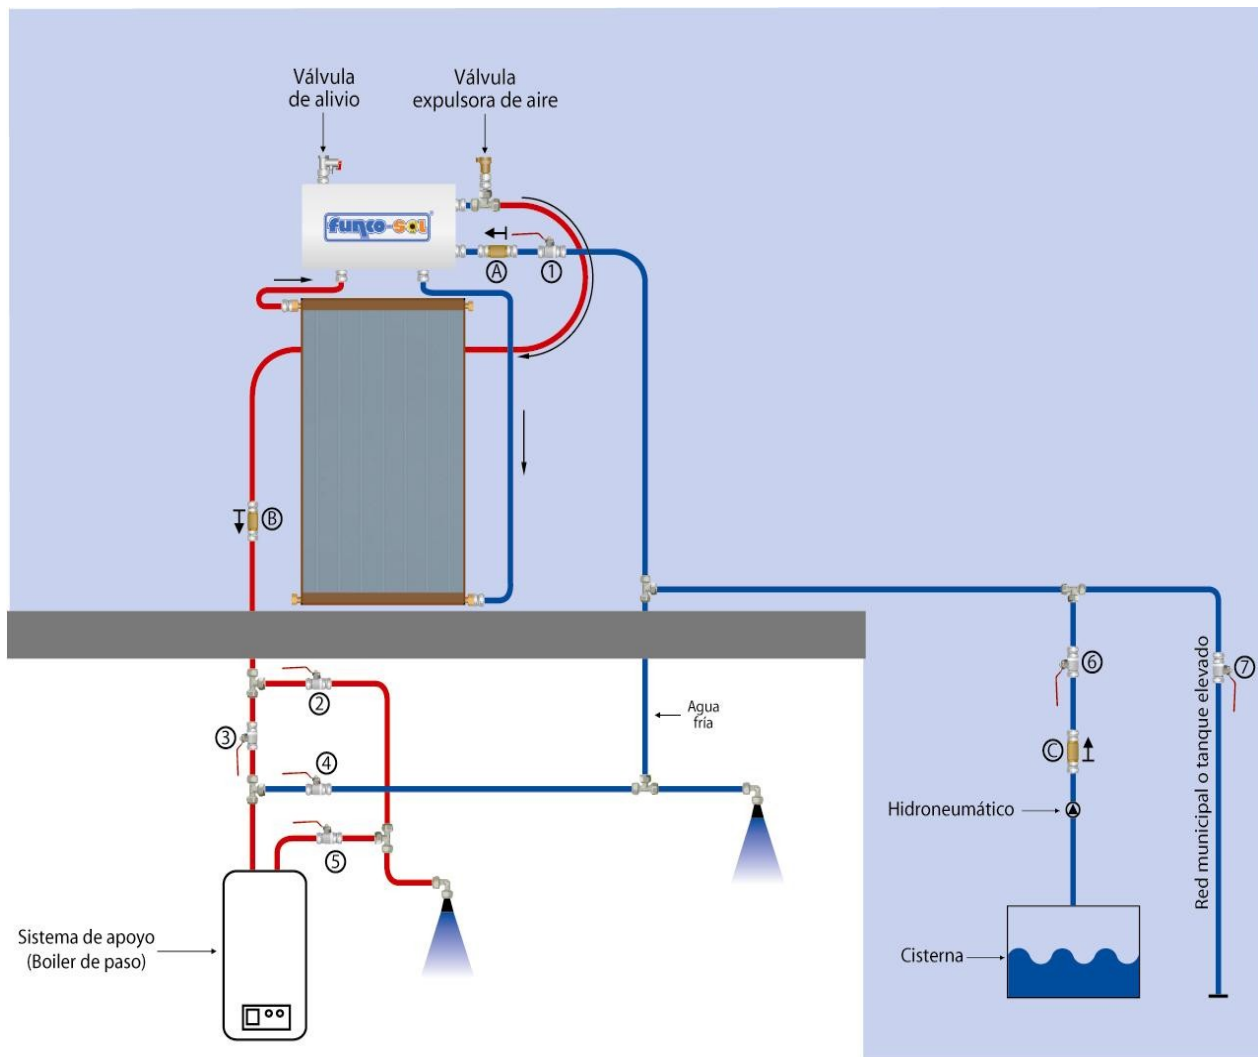 Válvula
de alivio
Válvula
expulsora de aire
funco-sol
A
1
B
2
3
4
5
6
7
C
Agua
fría
Hidroneumático
Red municipal o tanque elevado
Cisterna
Sistema de apoyo
(Boiler de paso)